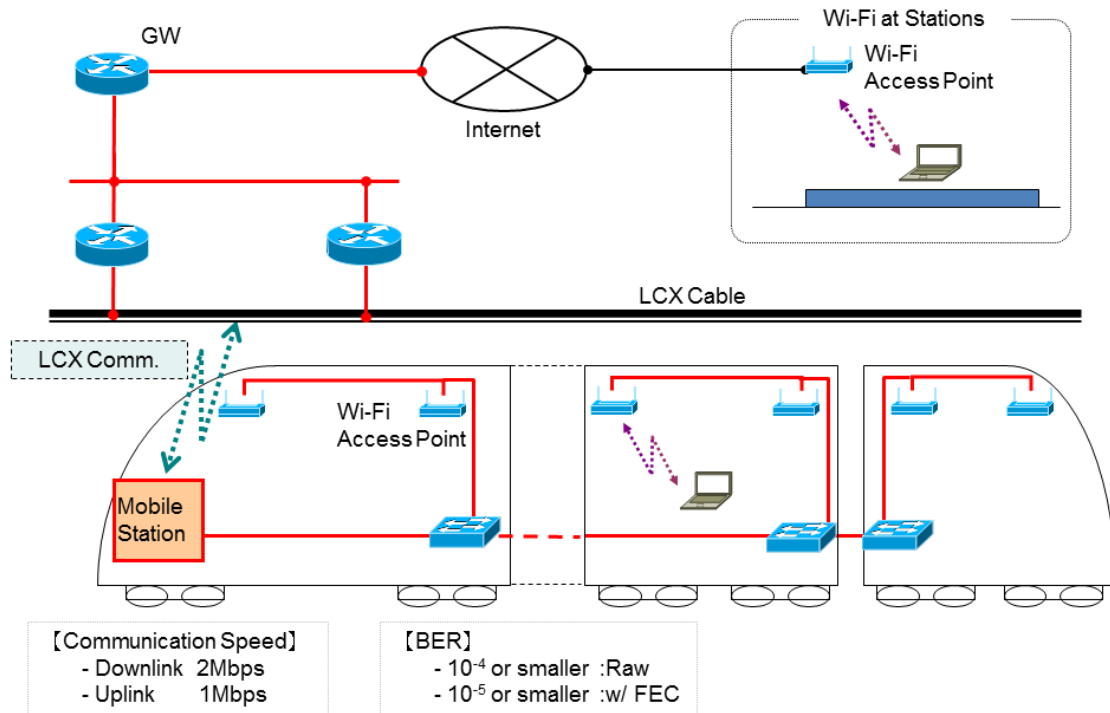 Wi-Fi at Stations
GW
Wi-Fi
Access Point
Internet
LCX Cable
LCX Comm.
Wi-Fi
Access Point
Mobile
Station
【Communication Speed】
- Downlink 2Mbps
- Uplink 1Mbps
【BER】
- 10⁻⁴ or smaller :Raw
- 10⁻⁵ or smaller :w/ FEC